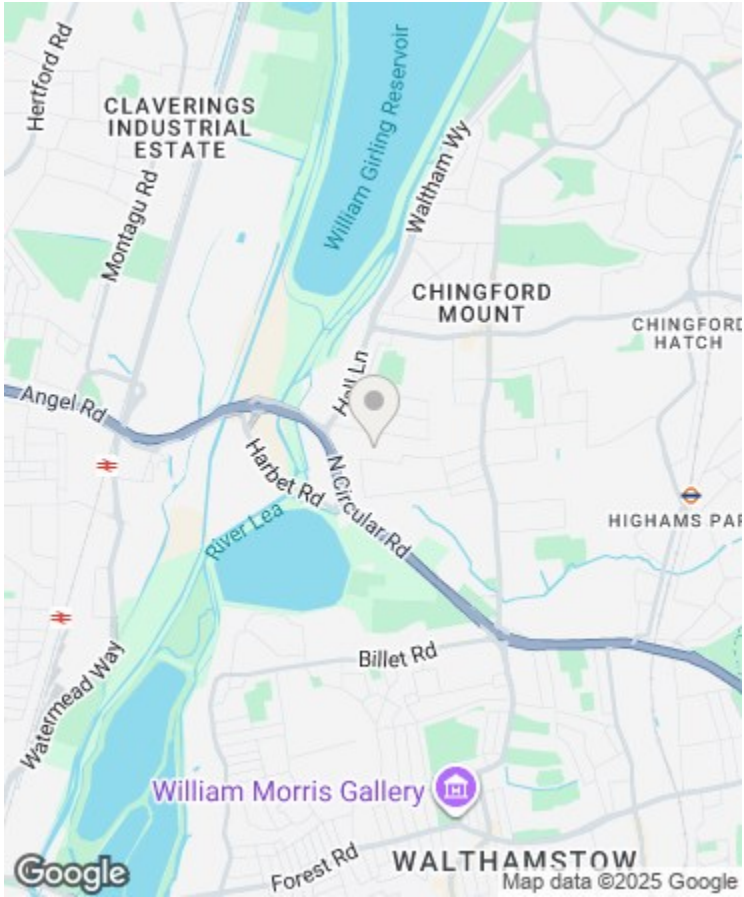 Hertford Rd
CLAVERINGS
INDUSTRIAL
ESTATE
William Girling Reservoir
Waltham Wy
Montagu Rd
CHINGFORD
MOUNT
CHINGFORD
HATCH
Hall Ln
Angel Rd
Harbet Rd
N Circular Rd
River Lea
HIGHAMS PAR
Billet Rd
Watermead Way
William Morris Gallery
Forest Rd
WALTHAMSTOW
Google
Map data ©2025 Google